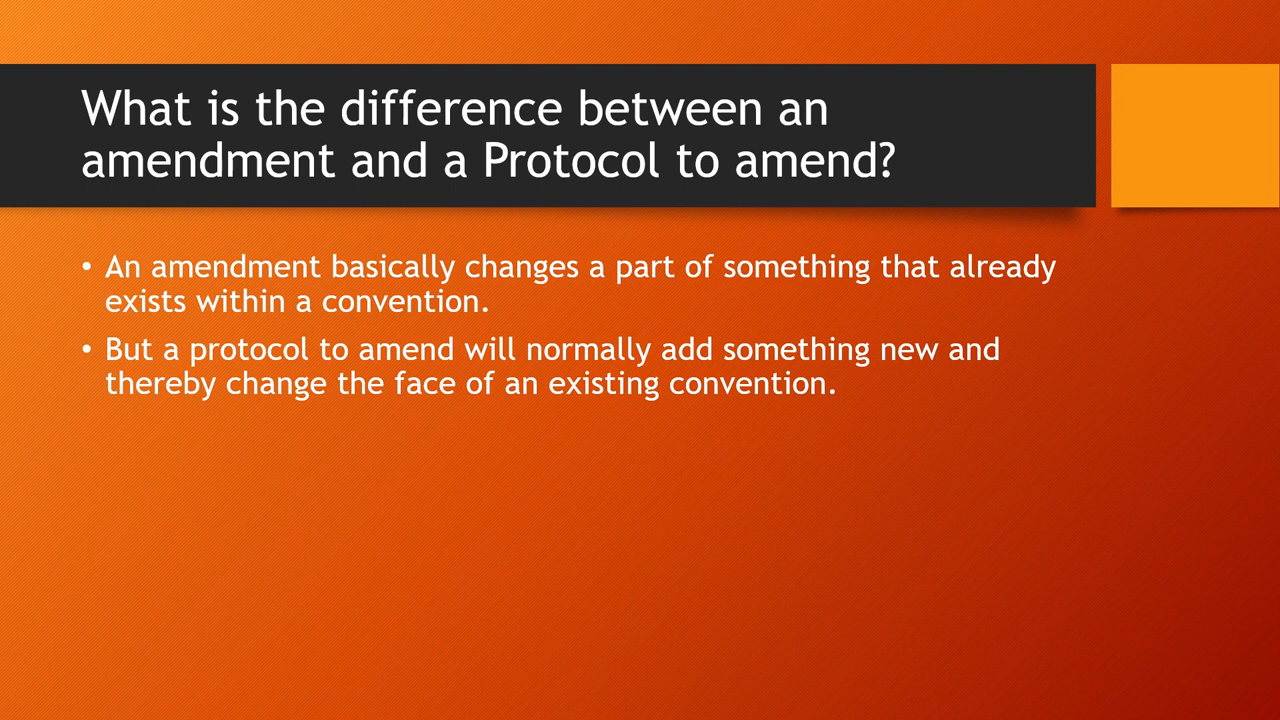 What is the difference between an
amendment and a Protocol to amend?
• An amendment basically changes a part of something that already
exists within a convention.
• But a protocol to amend will normally add something new and
thereby change the face of an existing convention.